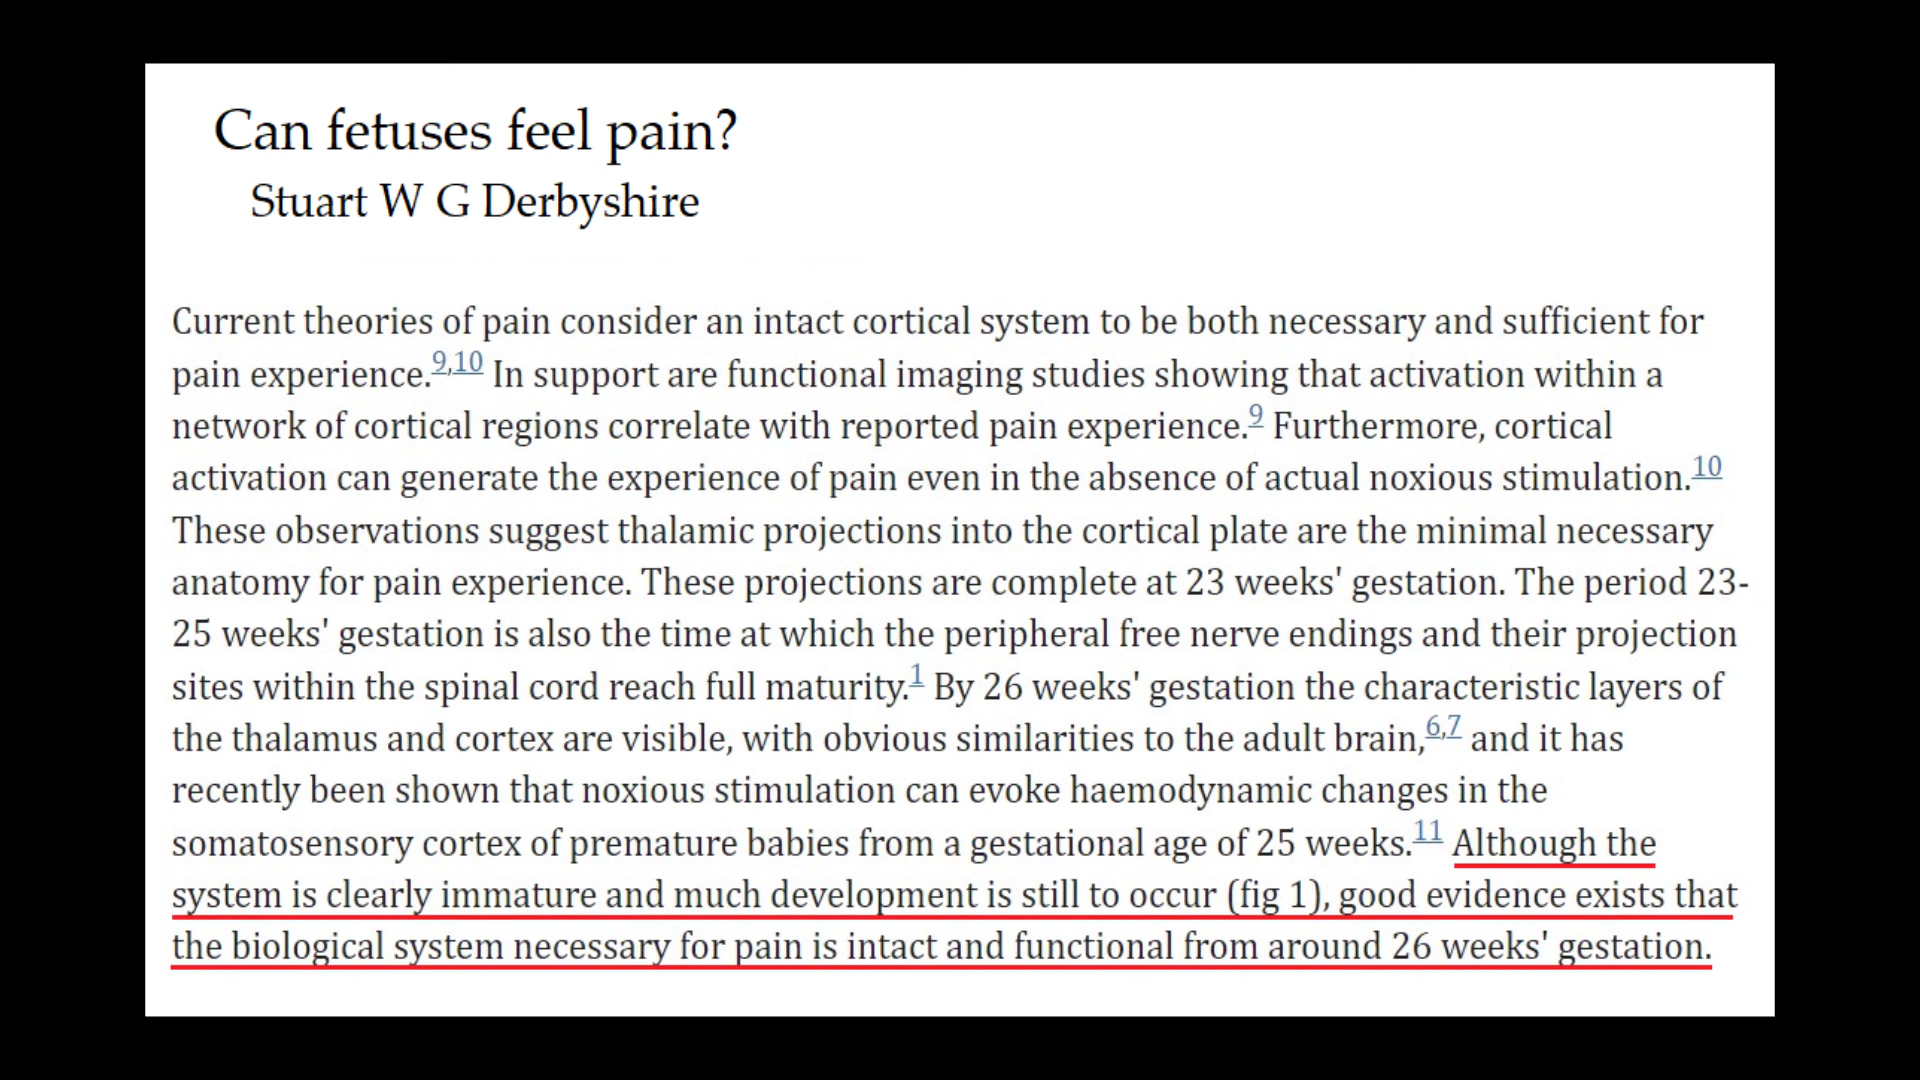 Can fetuses feel pain?
Stuart W G Derbyshire
Current theories of pain consider an intact cortical system to be both necessary and sufficient for
pain experience.9,10 In support are functional imaging studies showing that activation within a
network of cortical regions correlate with reported pain experience.9 Furthermore, cortical
activation can generate the experience of pain even in the absence of actual noxious stimulation.10
These observations suggest thalamic projections into the cortical plate are the minimal necessary
anatomy for pain experience. These projections are complete at 23 weeks' gestation. The period 23-
25 weeks' gestation is also the time at which the peripheral free nerve endings and their projection
sites within the spinal cord reach full maturity.1 By 26 weeks' gestation the characteristic layers of
the thalamus and cortex are visible, with obvious similarities to the adult brain,6,7 and it has
recently been shown that noxious stimulation can evoke haemodynamic changes in the
somatosensory cortex of premature babies from a gestational age of 25 weeks.11 Although the
system is clearly immature and much development is still to occur (fig 1), good evidence exists that
the biological system necessary for pain is intact and functional from around 26 weeks' gestation.